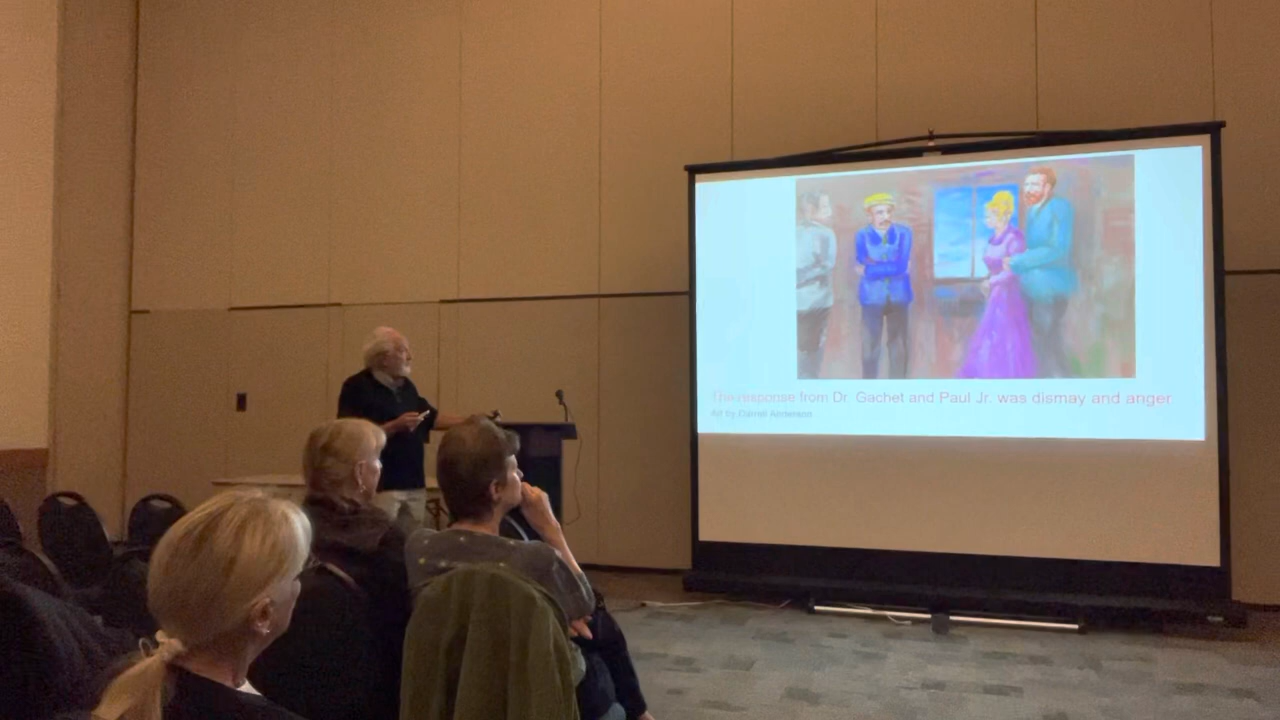 The response from Dr. Gachet and Paul Jr. was dismay and anger
Art by Darrell Anderson